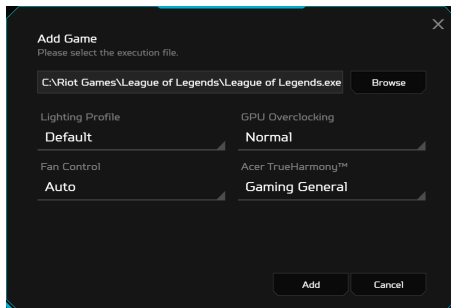 Add Game
Please select the execution file.
C:\Riot Games\League of Legends\League of Legends.exe Browse
Lighting Profile GPU Overclocking
Default Normal
Fan Control Acer TrueHarmony™
Auto Gaming General
Add Cancel